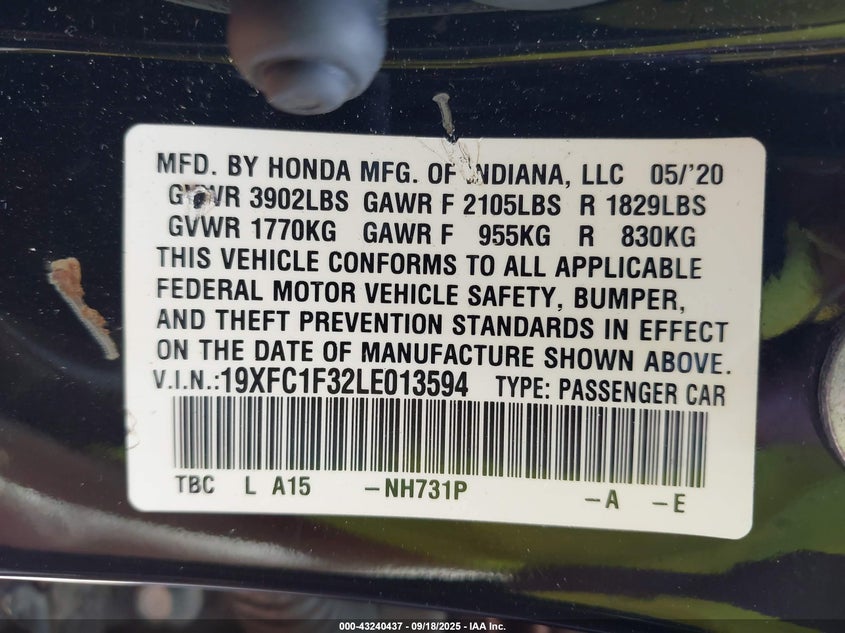 MFD. BY HONDA MFG. OF INDIANA, LLC 05/'20
GVWR 3902LBS GAWR F 2105LBS R 1829LBS
GVWR 1770KG GAWR F 955KG R 830KG
THIS VEHICLE CONFORMS TO ALL APPLICABLE
FEDERAL MOTOR VEHICLE SAFETY, BUMPER,
AND THEFT PREVENTION STANDARDS IN EFFECT
ON THE DATE OF MANUFACTURE SHOWN ABOVE.
V.I.N.:19XFC1F32LE013594 TYPE: PASSENGER CAR
TBC L A15 –NH731P –A –E
000-43240437 - 09/18/2025 - IAA Inc.